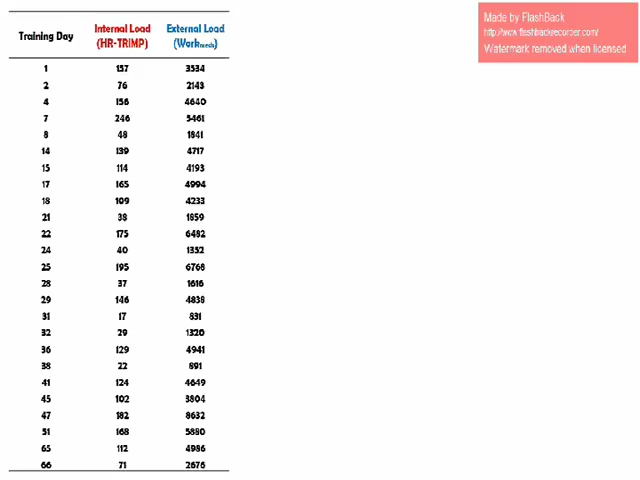 Training Day Internal Load (HR-TRIMP) External Load (Workmech)
1 137 3534
2 76 2143
4 156 4640
7 246 5461
8 48 1841
14 139 4717
15 114 4193
17 165 4994
18 109 4233
21 38 1859
22 175 6482
24 40 1352
25 195 6768
28 37 1616
29 146 4838
31 17 831
32 29 1320
36 129 4941
38 22 891
41 124 4649
45 102 3804
47 182 8632
51 168 5880
65 112 4986
66 71 2676
Made by FlashBack
http://www.flashbackrecorder.com/
Watermark removed when licensed